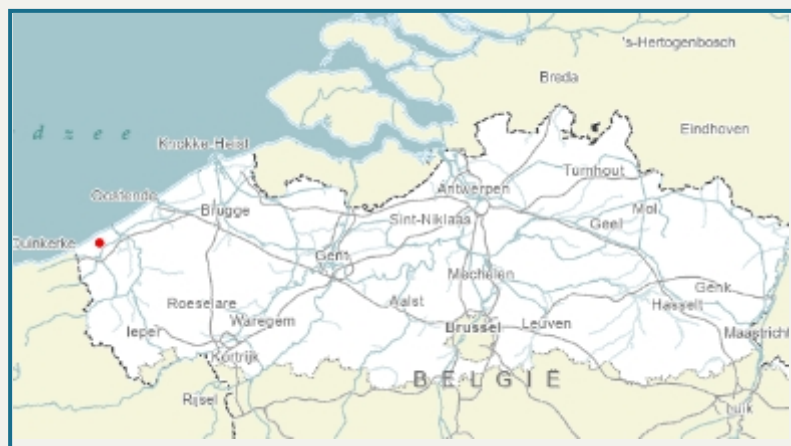 's-Hertogenbosch
Breda
dzee
Eindhoven
Knokke-Heist
Turnhout
Oostende
Antwerpen
Brugge
Mol
Sint-Niklaas
Geel
Duinkerke
Gent
Mechelen
Genk
Roeselare
Aalst
Hasselt
Waregem
Brussel
Leuven
Ieper
Maastricht
Kortrijk
BELGIË
Rijsel
Luik